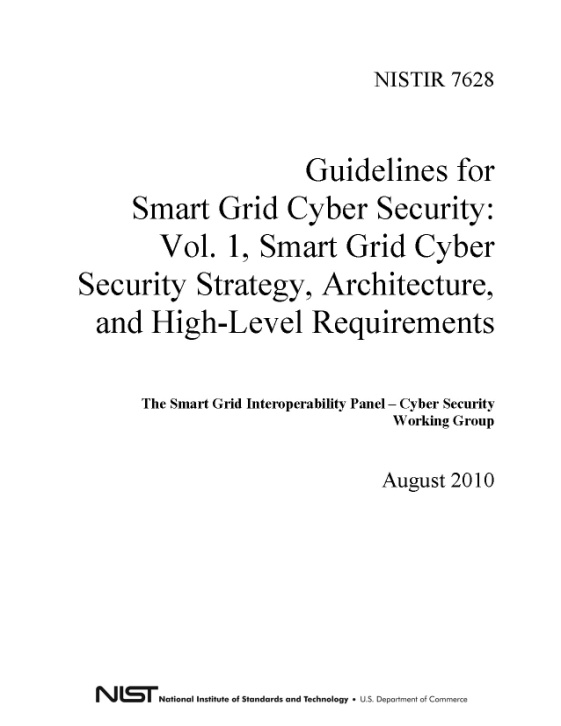 NISTIR 7628
Guidelines for
Smart Grid Cyber Security:
Vol. 1, Smart Grid Cyber
Security Strategy, Architecture,
and High-Level Requirements
The Smart Grid Interoperability Panel – Cyber Security
Working Group
August 2010
NIST National Institute of Standards and Technology • U.S. Department of Commerce